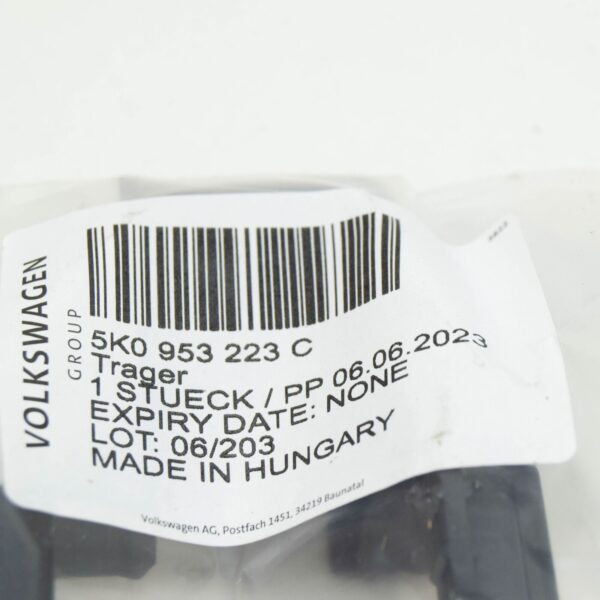 VOLKSWAGEN
GROUP
5K0 953 223 C
Trager
1 STUECK / PP 06.06.2023
EXPIRY DATE: NONE
LOT: 06/203
MADE IN HUNGARY
Volkswagen AG, Postfach 1451, 34219 Baunatal